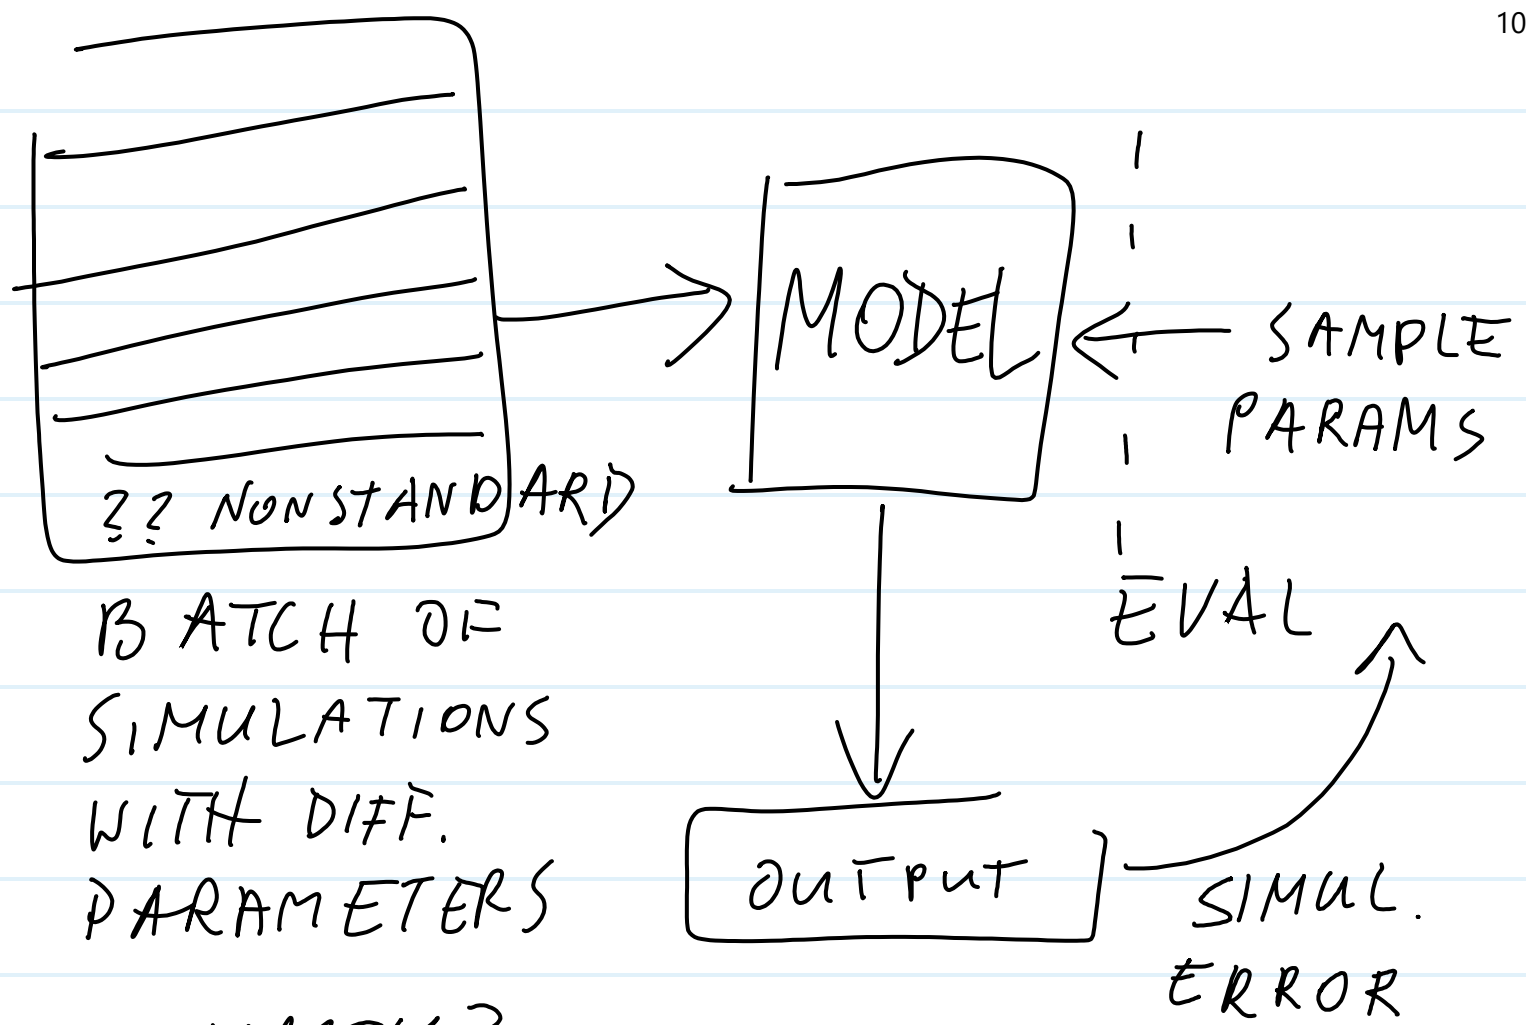 10
MODEL
SAMPLE
PARAMS
?? NONSTANDARD
BATCH OF
SIMULATIONS
WITH DIFF.
PARAMETERS
EVAL
OUTPUT
SIMUL.
ERROR